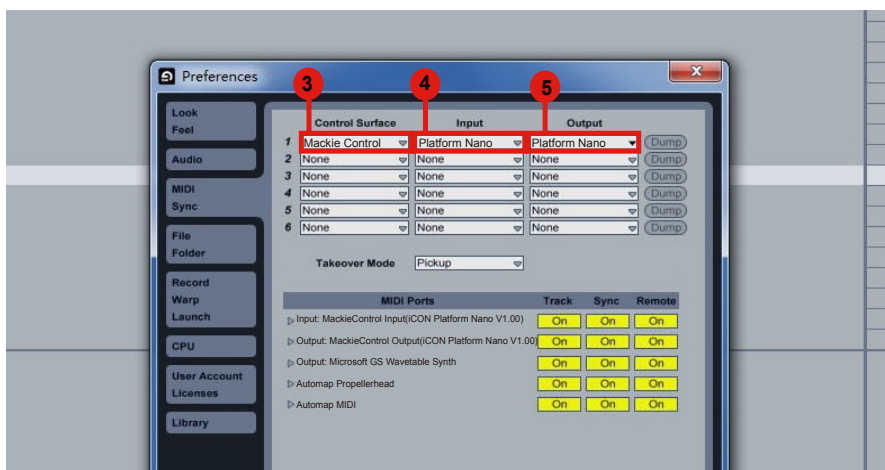 Preferences
3 4 5
Look
Feel
Audio
MIDI
Sync
File
Folder
Record
Warp
Launch
CPU
User Account
Licenses
Library
Control Surface Input Output
1 Mackie Control Platform Nano Platform Nano Dump
2 None None None Dump
3 None None None Dump
4 None None None Dump
5 None None None Dump
6 None None None Dump
Takeover Mode Pickup
MIDI Ports Track Sync Remote
Input: MackieControl Input(iCON Platform Nano V1.00) On On On
Output: MackieControl Output(iCON Platform Nano V1.00) On On On
Output: Microsoft GS Wavetable Synth On On On
Automap Propellerhead On On On
Automap MIDI On On On